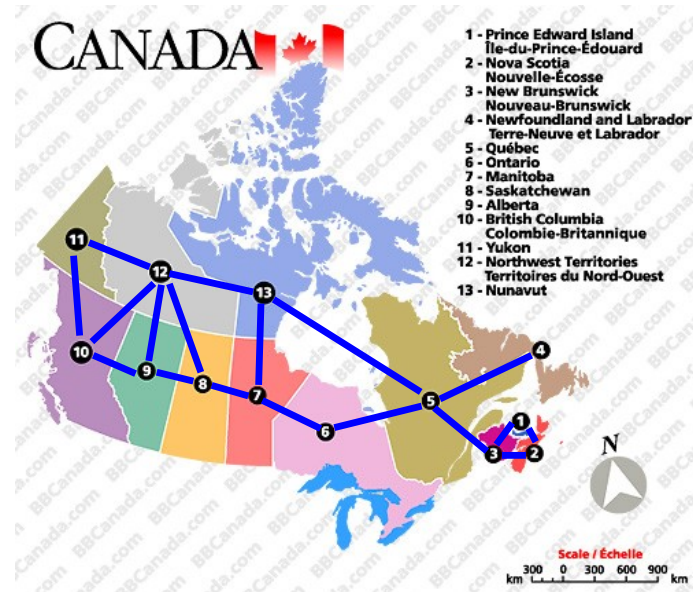 CANADA
1 - Prince Edward Island
Île-du-Prince-Édouard
2 - Nova Scotia
Nouvelle-Écosse
3 - New Brunswick
Nouveau-Brunswick
4 - Newfoundland and Labrador
Terre-Neuve et Labrador
5 - Québec
6 - Ontario
7 - Manitoba
8 - Saskatchewan
9 - Alberta
10 - British Columbia
Colombie-Britannique
11 - Yukon
12 - Northwest Territories
Territoires du Nord-Ouest
13 - Nunavut
11
12
13
10
9
8
7
6
5
4
1
3
2
N
Scale / Échelle
km 300 0 300 600 900 km
BBCanada.com